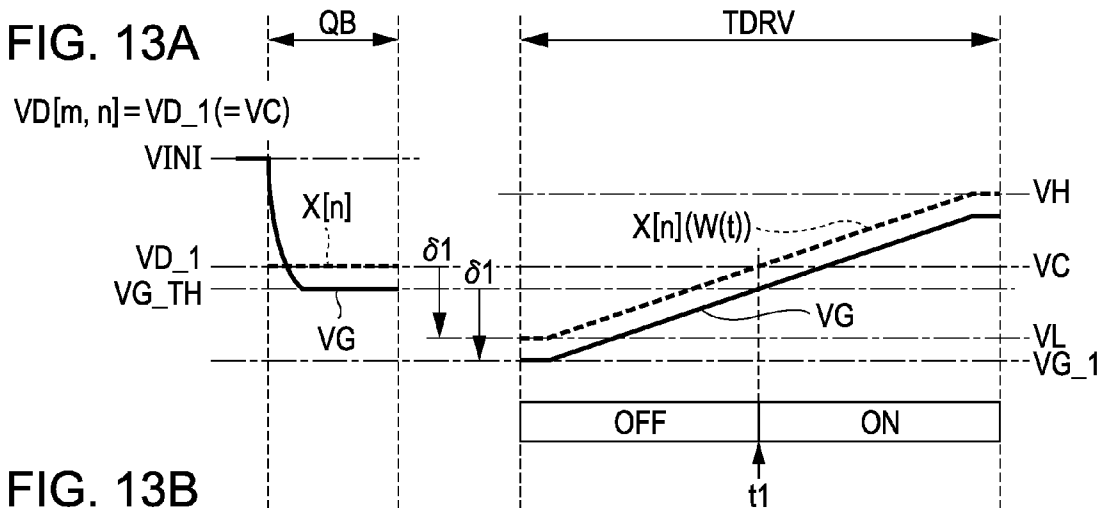 FIG. 13A
QB
TDRV
VD[m, n]=VD_1(=VC)
VINI
VH
X[n]
X[n](W(t))
VD_1
δ1
δ1
VC
VG_TH
VG
VG
VL
VG_1
OFF
ON
FIG. 13B
t1